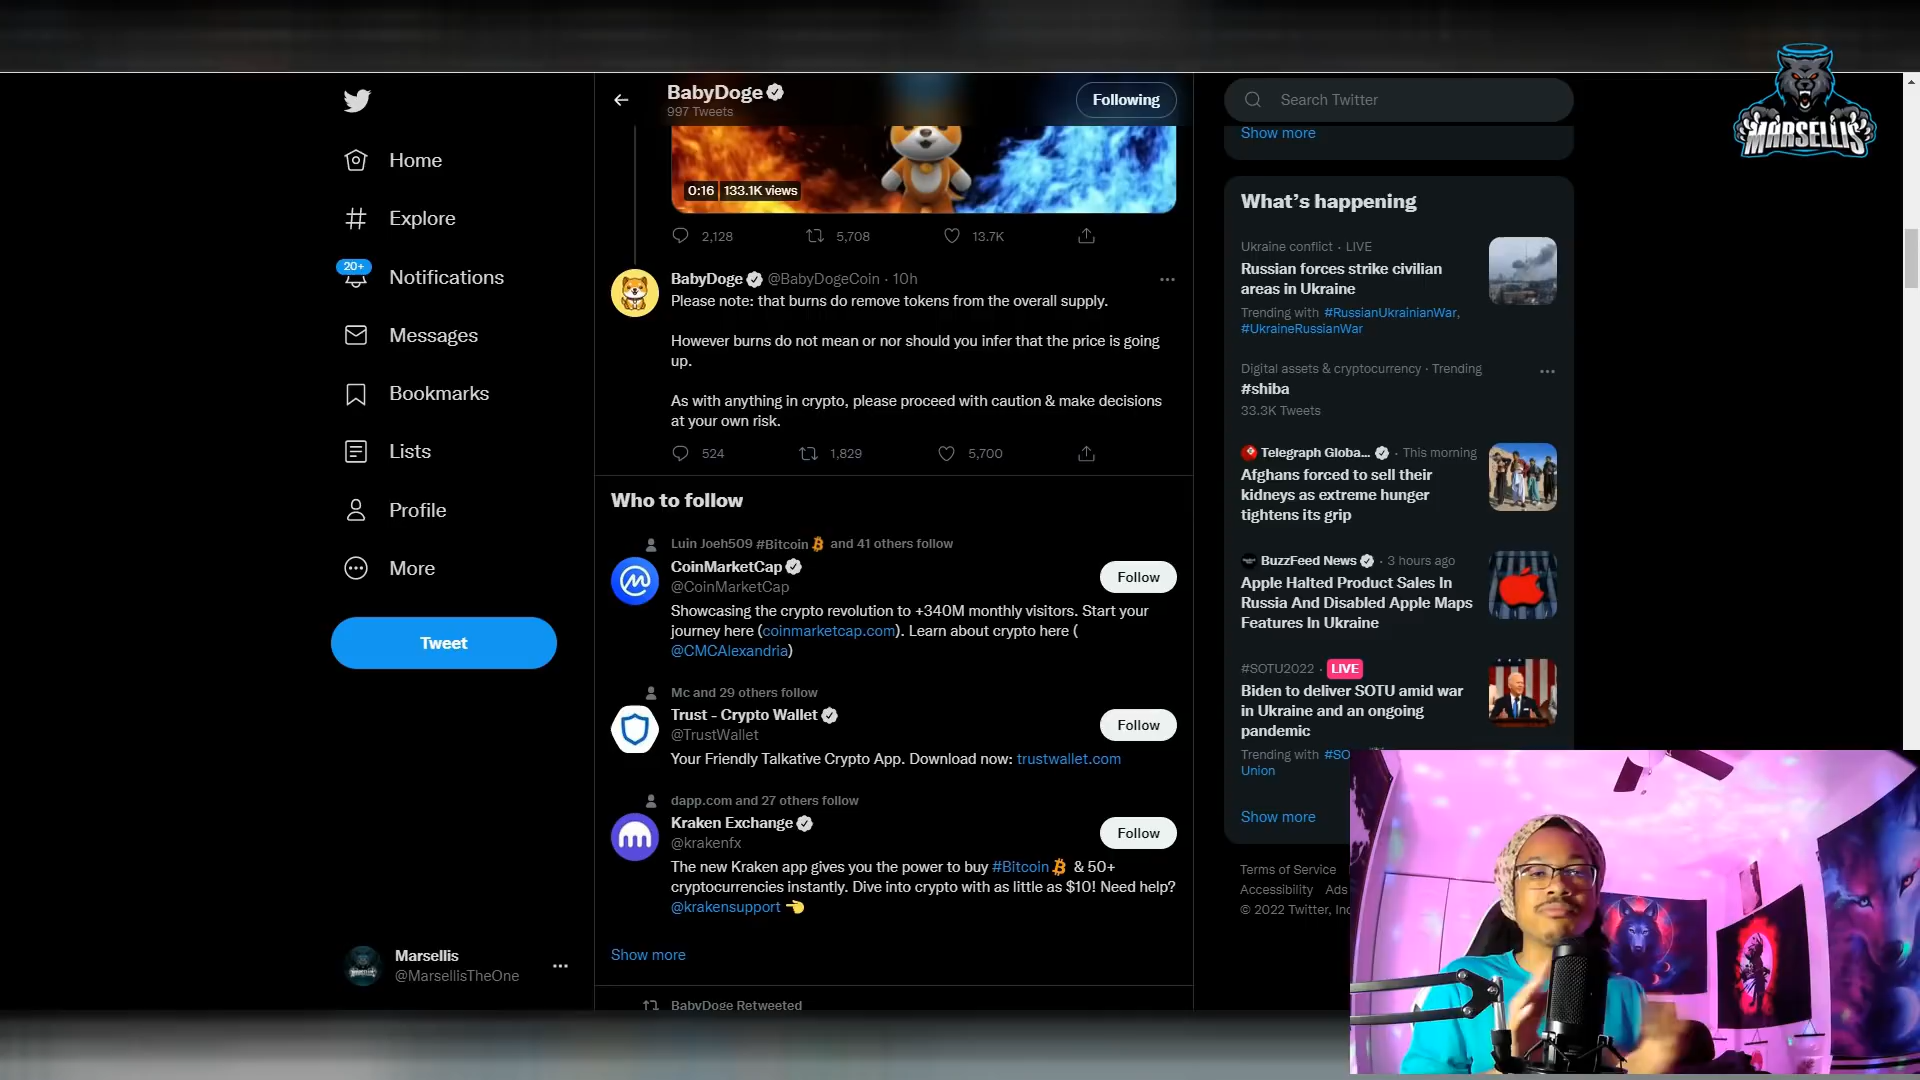 MARSELLIS
Home
Explore
20+
Notifications
Messages
Bookmarks
Lists
Profile
More
Tweet
Marsellis
@MarsellisTheOne
BabyDoge
997 Tweets
Following
0:16
133.1K views
2,128
5,708
13.7K
BabyDoge @BabyDogeCoin · 10h
Please note: that burns do remove tokens from the overall supply.
However burns do not mean or nor should you infer that the price is going
up.
As with anything in crypto, please proceed with caution & make decisions
at your own risk.
524
1,829
5,700
Who to follow
Luin Joeh509 #Bitcoin and 41 others follow
CoinMarketCap
@CoinMarketCap
Follow
Showcasing the crypto revolution to +340M monthly visitors. Start your
journey here (coinmarketcap.com). Learn about crypto here (
@CMCAlexandria)
Mc and 29 others follow
Trust - Crypto Wallet
@TrustWallet
Follow
Your Friendly Talkative Crypto App. Download now: trustwallet.com
dapp.com and 27 others follow
Kraken Exchange
@krakenfx
Follow
The new Kraken app gives you the power to buy #Bitcoin & 50+
cryptocurrencies instantly. Dive into crypto with as little as $10! Need help?
@krakensupport
Show more
BabyDoge Retweeted
Search Twitter
Show more
What's happening
Ukraine conflict · LIVE
Russian forces strike civilian
areas in Ukraine
Trending with #RussianUkrainianWar,
#UkraineRussianWar
Digital assets & cryptocurrency · Trending
#shiba
33.3K Tweets
Telegraph Globa... · This morning
Afghans forced to sell their
kidneys as extreme hunger
tightens its grip
BuzzFeed News · 3 hours ago
Apple Halted Product Sales In
Russia And Disabled Apple Maps
Features In Ukraine
#SOTU2022 · LIVE
Biden to deliver SOTU amid war
in Ukraine and an ongoing
pandemic
Trending with #SO
Union
Show more
Terms of Service
Accessibility Ads
© 2022 Twitter, Inc